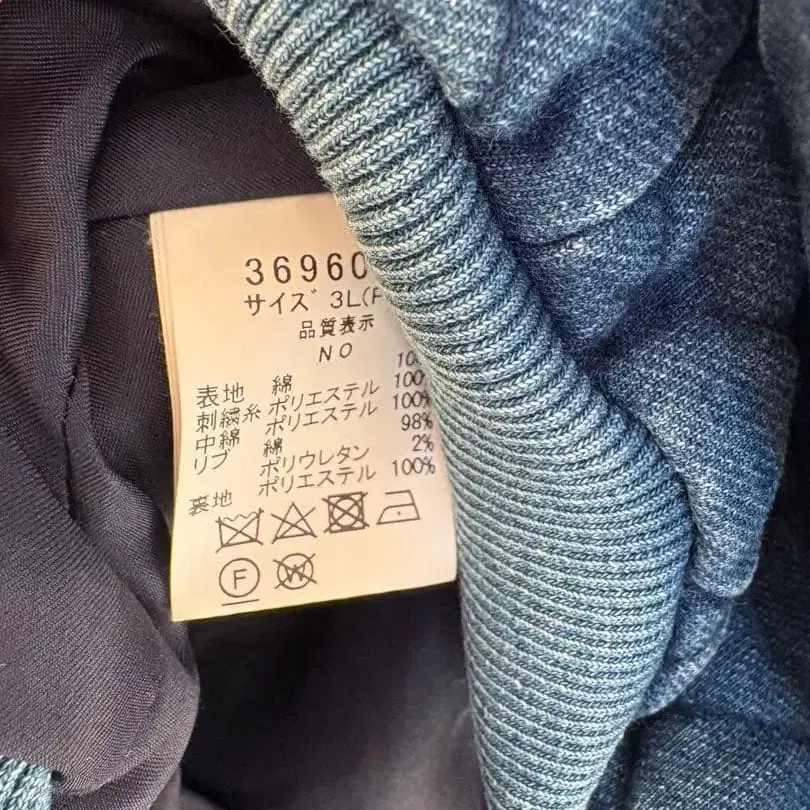 36960
サイズ 3L(F
品質表示
NO
表地 綿 100
刺繍糸 ポリエステル 100%
中綿 ポリエステル 100%
リブ 綿 98%
ポリウレタン 2%
裏地 ポリエステル 100%
F
W